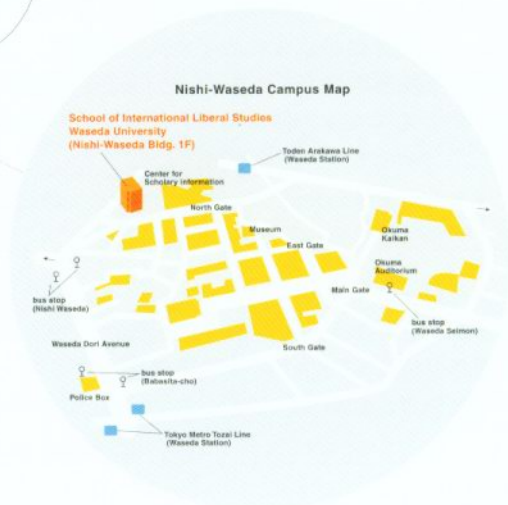 Nishi-Waseda Campus Map
School of International Liberal Studies
Waseda University
(Nishi-Waseda Bldg. 1F)
Toden Arakawa Line
(Waseda Station)
Center for
Scholary information
North Gate
Museum
East Gate
Okuma
Kaikan
Okuma
Auditorium
Main Gate
bus stop
(Nishi Waseda)
bus stop
(Waseda Seimon)
Waseda Dori Avenue
South Gate
bus stop
(Babasita-cho)
Police Box
Tokyo Metro Tozai Line
(Waseda Station)